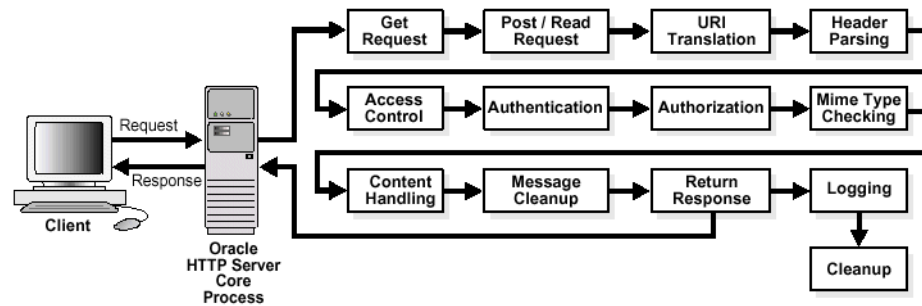 Get
Request
Post / Read
Request
URI
Translation
Header
Parsing
Access
Control
Authentication
Authorization
Mime Type
Checking
Request
Response
Content
Handling
Message
Cleanup
Return
Response
Logging
Client
Oracle
HTTP Server
Core
Process
Cleanup